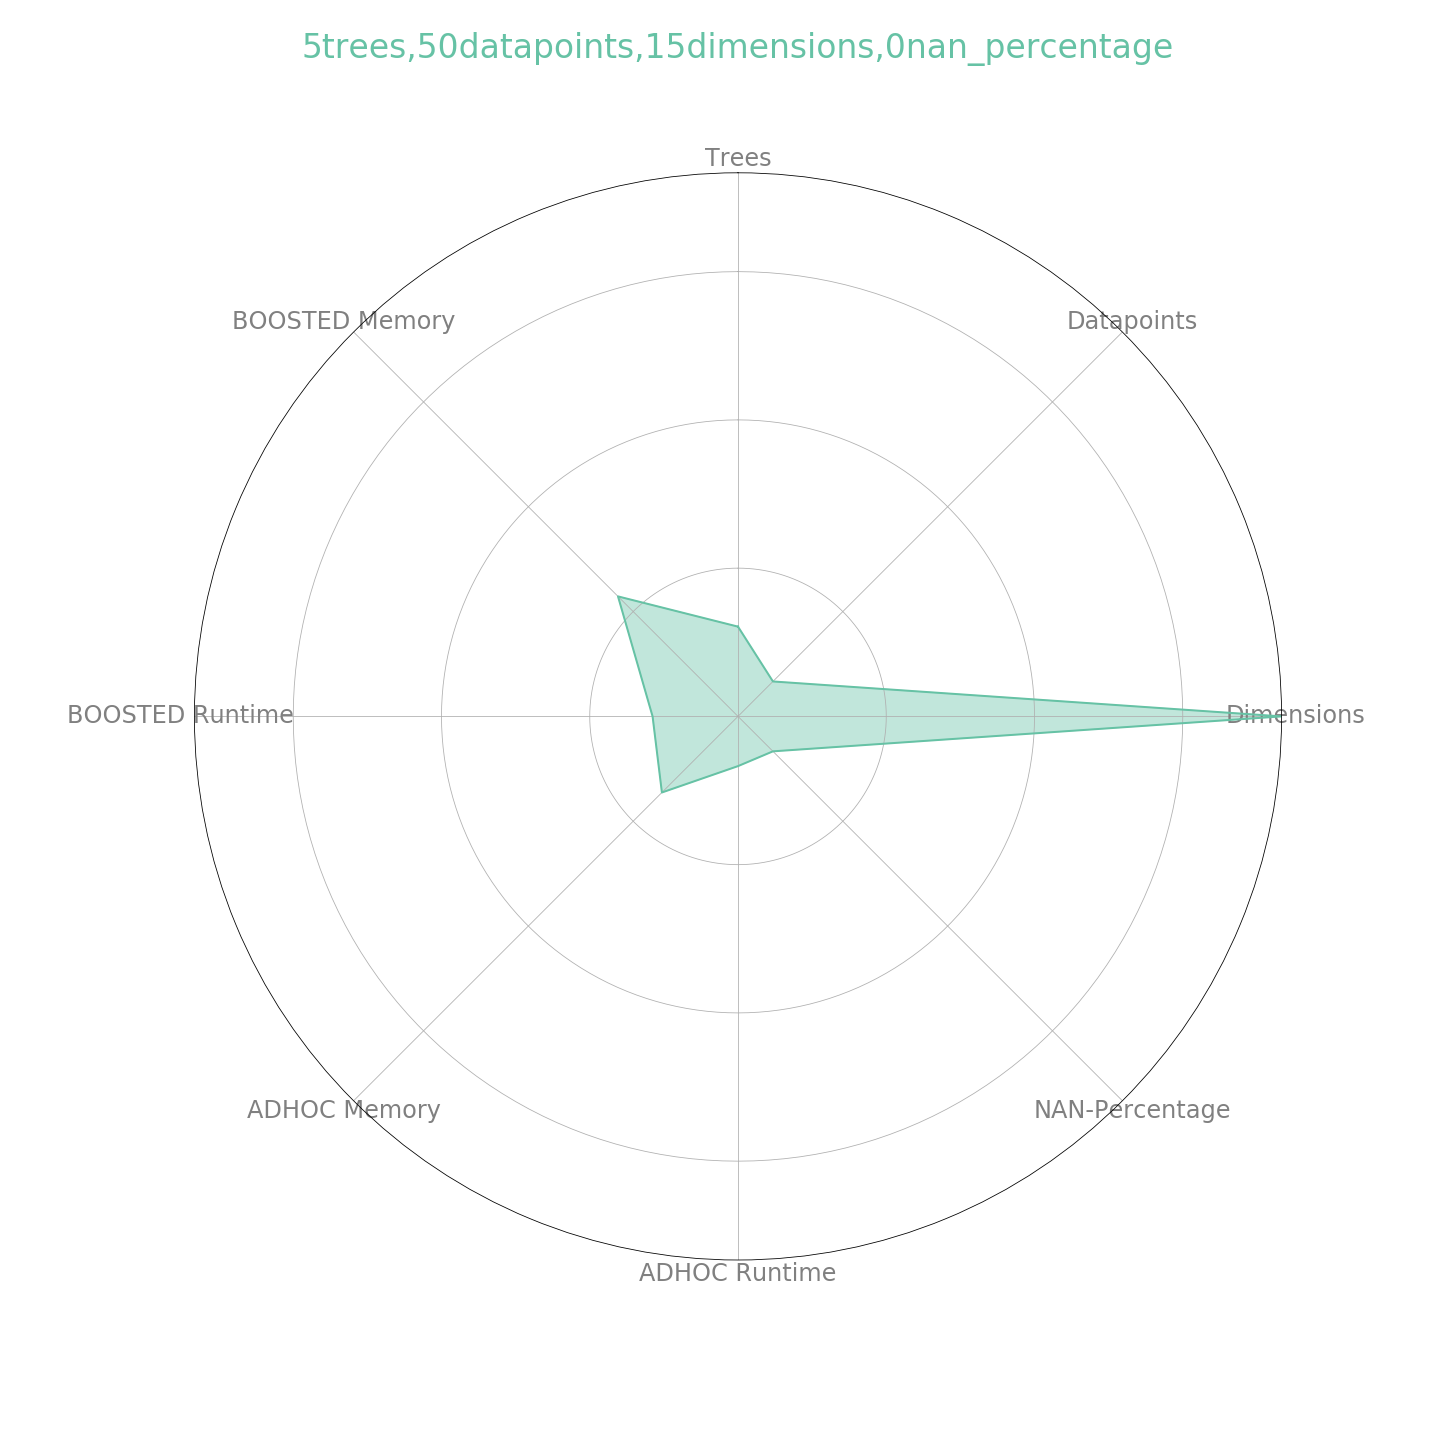 5trees,50datapoints,15dimensions,0nan_percentage
Trees
BOOSTED Memory
Datapoints
BOOSTED Runtime
Dimensions
ADHOC Memory
NAN-Percentage
ADHOC Runtime